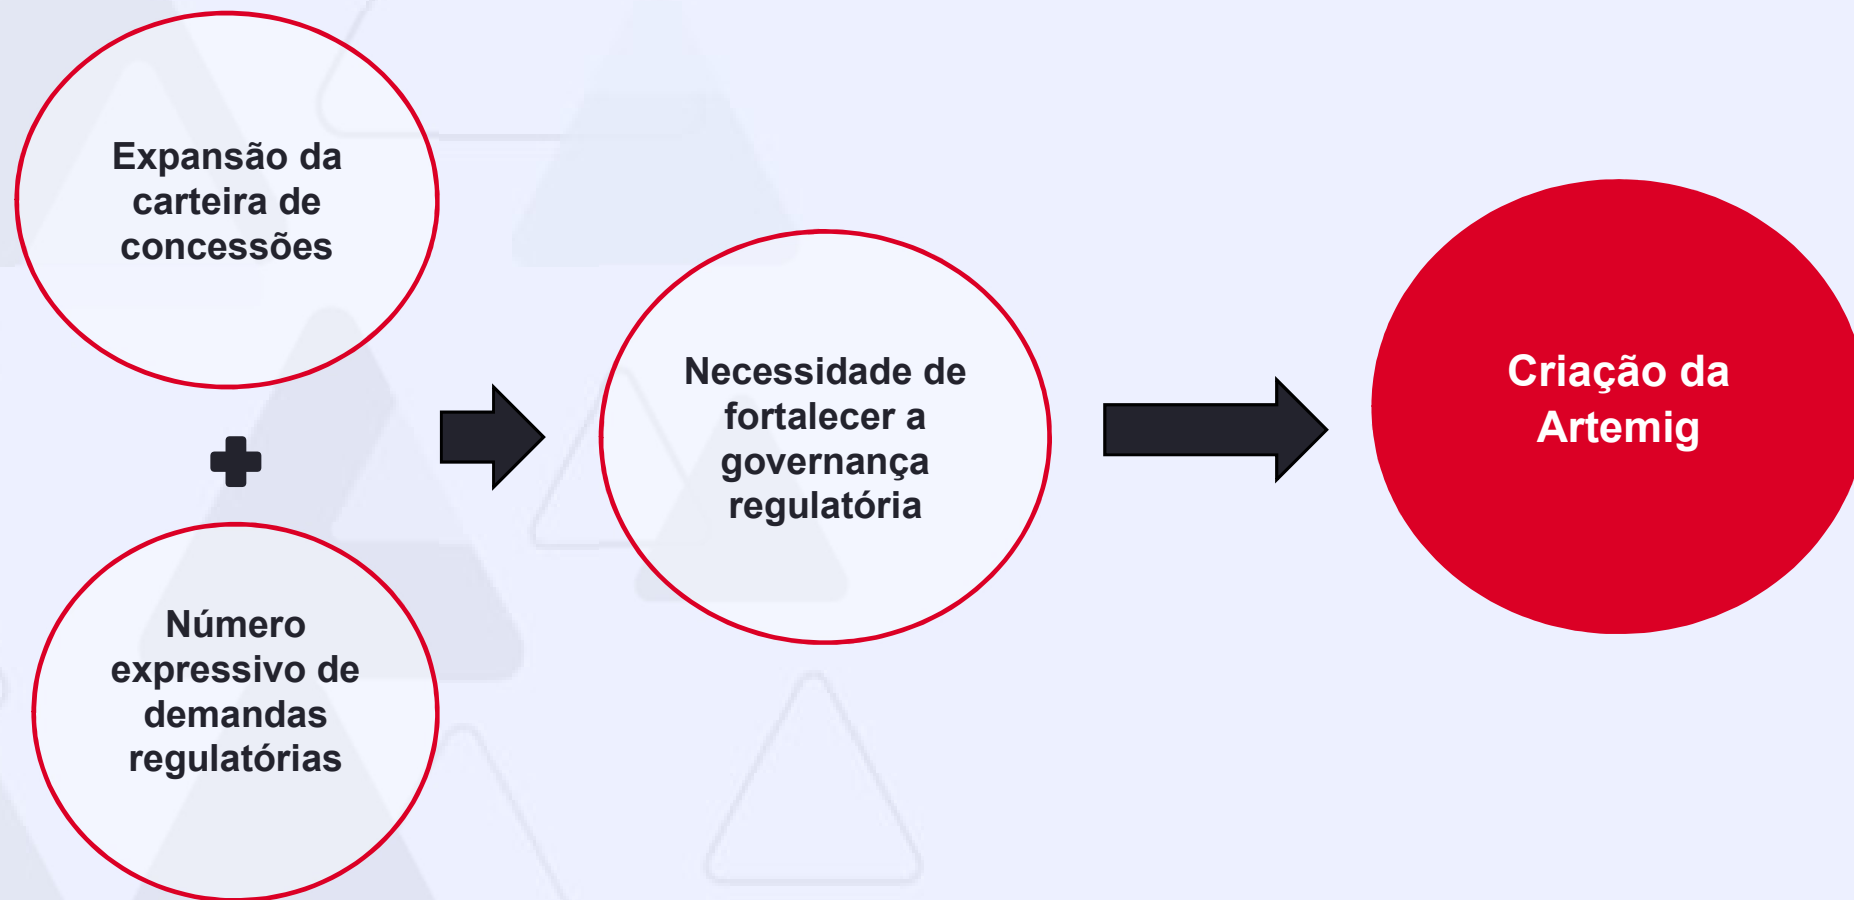 Expansão da
carteira de
concessões
Número
expressivo de
demandas
regulatórias
Necessidade de
fortalecer a
governança
regulatória
Criação da
Artemig